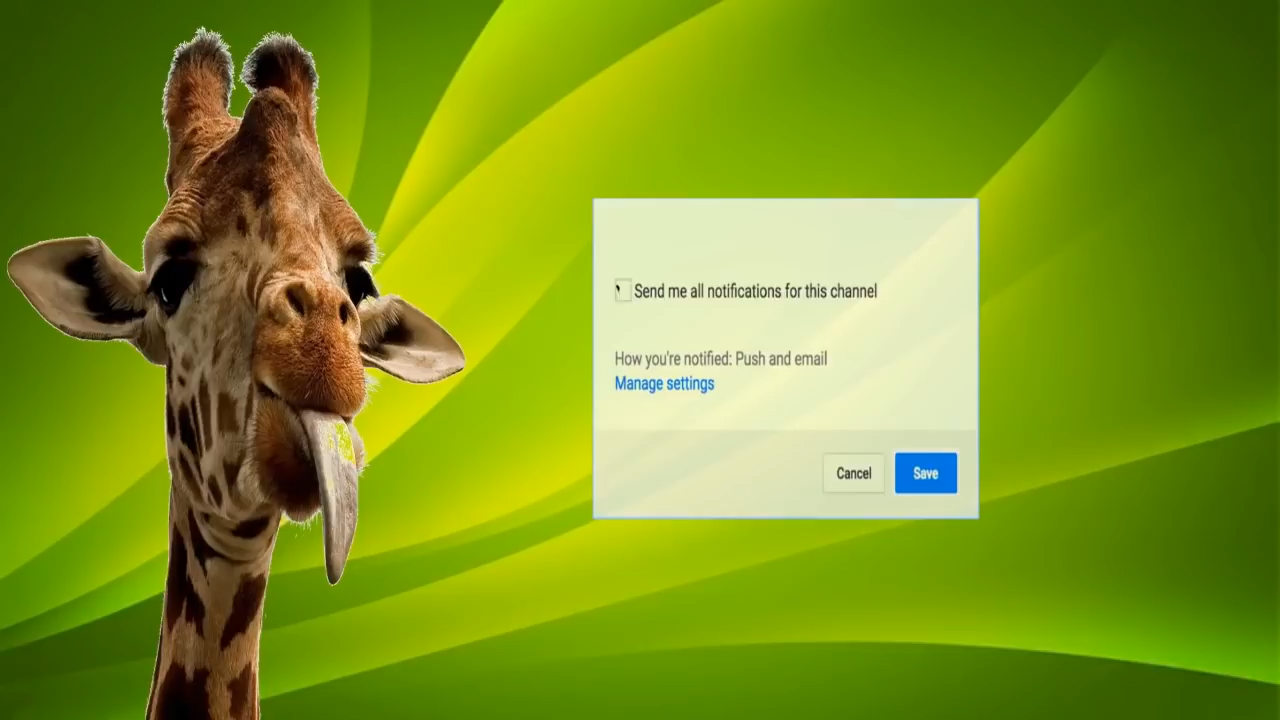 Send me all notifications for this channel
How you're notified: Push and email
Manage settings
Cancel
Save